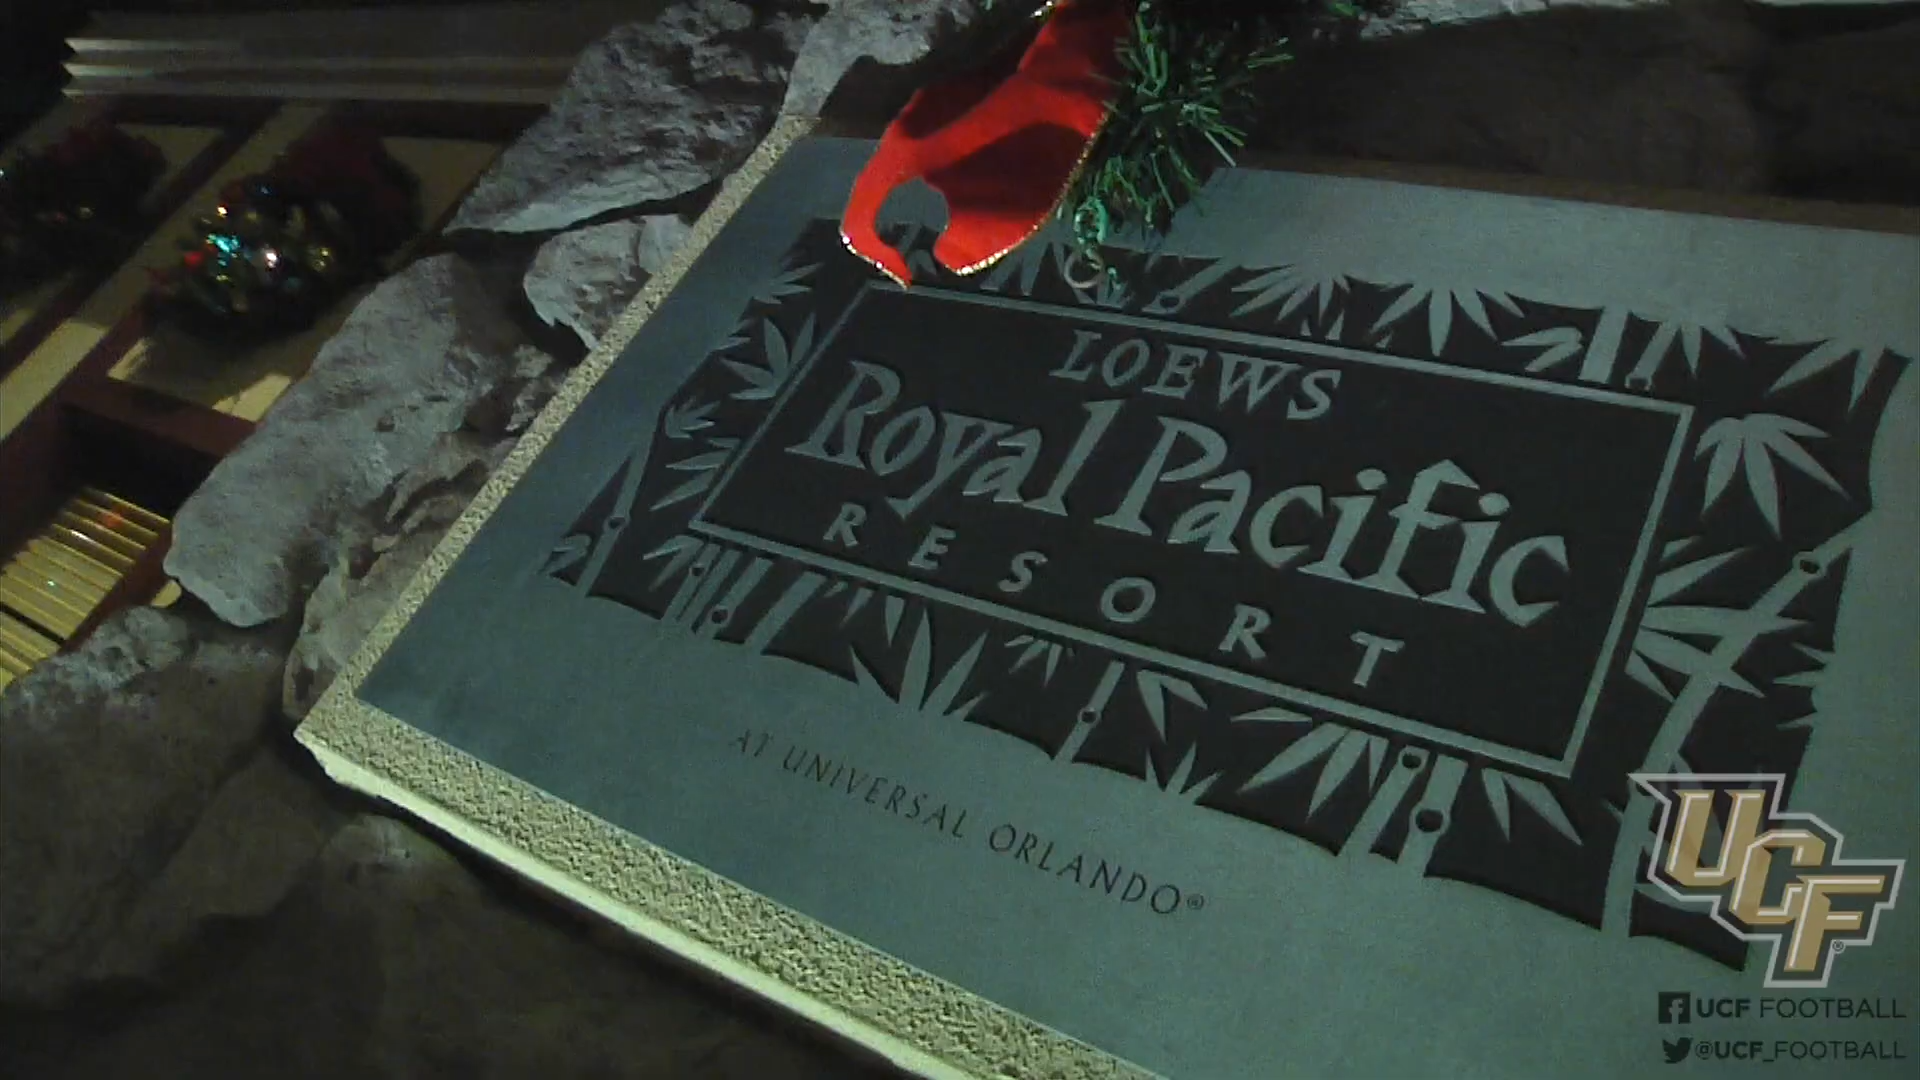 LOEWS
Royal Pacific
RESORT
AT UNIVERSAL ORLANDO®
UCF®
UCF FOOTBALL
@UCF_FOOTBALL